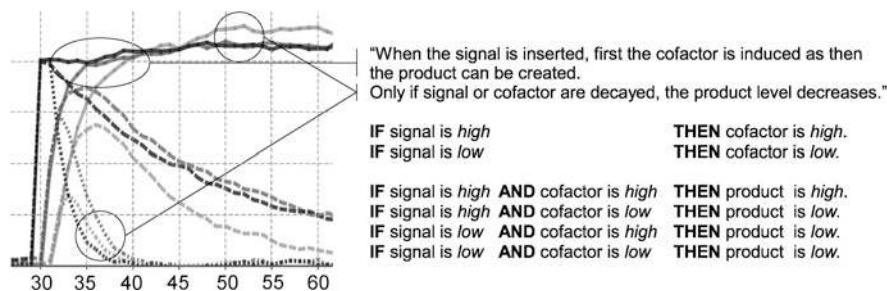 “When the signal is inserted, first the cofactor is induced as then
the product can be created.
Only if signal or cofactor are decayed, the product level decreases.”
IF signal is high THEN cofactor is high.
IF signal is low THEN cofactor is low.
IF signal is high AND cofactor is high THEN product is high.
IF signal is high AND cofactor is low THEN product is low.
IF signal is low AND cofactor is high THEN product is low.
IF signal is low AND cofactor is low THEN product is low.
30 35 40 45 50 55 60